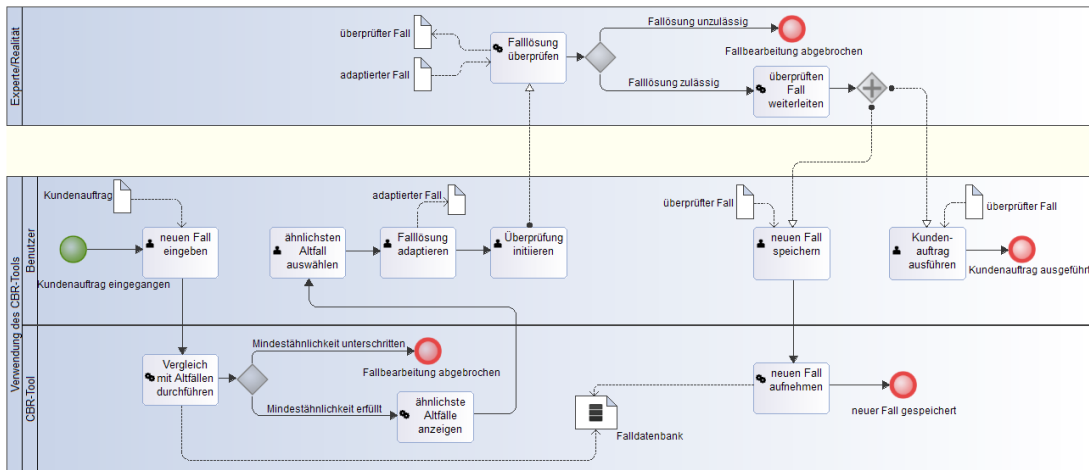 Experte/Realität
überprüfter Fall
adaptierter Fall
Falllösung
überprüfen
Falllösung unzulässig
Fallbearbeitung abgebrochen
Falllösung zulässig
überprüften
Fall
weiterleiten
Verwendung des CBR-Tools
Benutzer
Kundenauftrag
Kundenauftrag eingegangen
neuen Fall
eingeben
ähnlichsten
Altfall
auswählen
adaptierter Fall
Falllösung
adaptieren
Überprüfung
initiieren
überprüfter Fall
neuen Fall
speichern
überprüfter Fall
Kunden-
auftrag
ausführen
Kundenauftrag ausgeführt
CBR-Tool
Vergleich
mit Altfällen
durchführen
Mindestähnlichkeit unterschritten
Fallbearbeitung abgebrochen
Mindestähnlichkeit erfüllt
ähnlichste
Altfälle
anzeigen
Falldatenbank
neuen Fall
aufnehmen
neuer Fall gespeichert